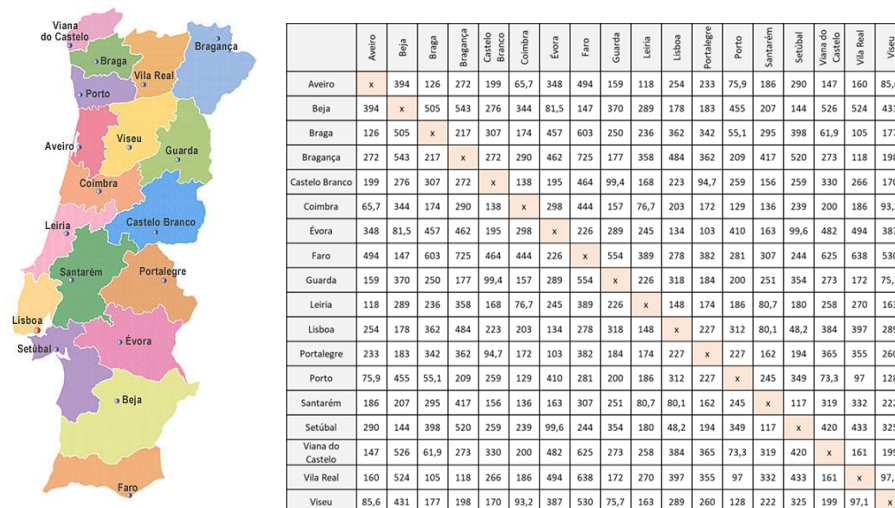 Viana
do Castelo
Bragança
Braga
Vila Real
Porto
Aveiro
Viseu
Guarda
Coimbra
Leiria
Castelo Branco
Santarém
Portalegre
Lisboa
Setúbal
Évora
Beja
Faro
Aveiro Beja Braga Bragança Castelo Branco Coimbra Évora Faro Guarda Leiria Lisboa Portalegre Porto Santarém Setúbal Viana do Castelo Vila Real Viseu
Aveiro x 394 126 272 199 65,7 348 494 159 118 254 233 75,9 186 290 147 160 85,
Beja 394 x 505 543 276 344 81,5 147 370 289 178 183 455 207 144 526 524 431
Braga 126 505 x 217 307 174 457 603 250 236 362 342 55,1 295 398 61,9 105 177
Bragança 272 543 217 x 272 290 462 725 177 358 484 362 209 417 520 273 118 198
Castelo Branco 199 276 307 272 x 138 195 464 99,4 168 223 94,7 259 156 259 330 266 170
Coimbra 65,7 344 174 290 138 x 298 444 157 76,7 203 172 129 136 239 200 186 93,
Évora 348 81,5 457 462 195 298 x 226 289 245 134 103 410 163 99,6 482 494 387
Faro 494 147 603 725 464 444 226 x 554 389 278 382 281 307 244 625 638 530
Guarda 159 370 250 177 99,4 157 289 554 x 226 318 184 200 251 354 273 172 75,
Leiria 118 289 236 358 168 76,7 245 389 226 x 148 174 186 80,7 180 258 270 163
Lisboa 254 178 362 484 223 203 134 278 318 148 x 227 312 80,1 48,2 384 397 289
Portalegre 233 183 342 362 94,7 172 103 382 184 174 227 x 227 162 194 365 355 260
Porto 75,9 455 55,1 209 259 129 410 281 200 186 312 227 x 245 349 73,3 97 128
Santarém 186 207 295 417 156 136 163 307 251 80,7 80,1 162 245 x 117 319 332 222
Setúbal 290 144 398 520 259 239 99,6 244 354 180 48,2 194 349 117 x 420 433 325
Viana do
Castelo 147 526 61,9 273 330 200 482 625 273 258 384 365 73,3 319 420 x 161 199
Vila Real 160 524 105 118 266 186 494 638 172 270 397 355 97 332 433 161 x 97,
Viseu 85,6 431 177 198 170 93,2 387 530 75,7 163 289 260 128 222 325 199 97,1 x